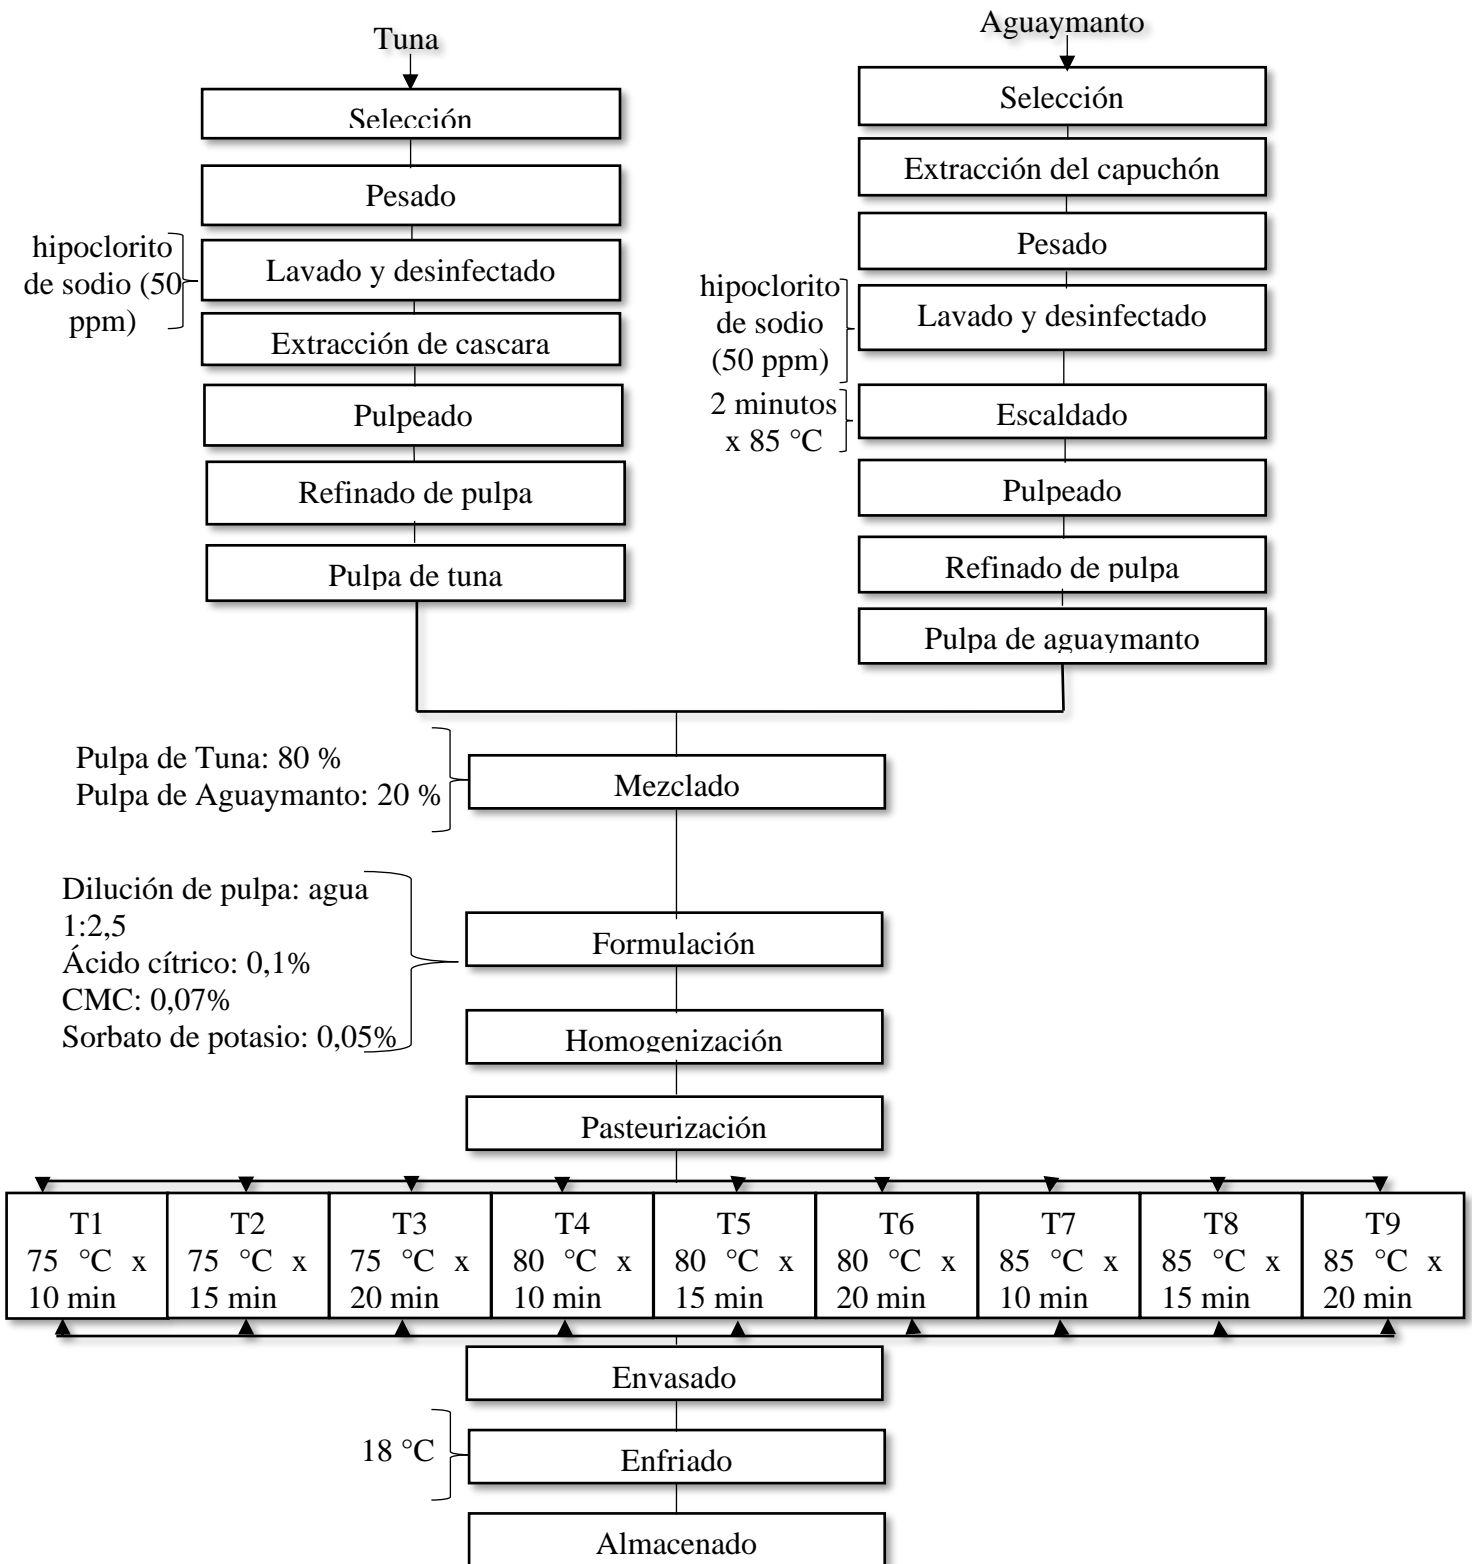 Tuna
Selección
Pesado
hipoclorito
de sodio (50
ppm)
Lavado y desinfectado
Extracción de cascara
Pulpeado
Refinado de pulpa
Pulpa de tuna
Aguaymanto
Selección
Extracción del capuchón
Pesado
hipoclorito
de sodio
(50 ppm)
Lavado y desinfectado
2 minutos
x 85 °C
Escaldado
Pulpeado
Refinado de pulpa
Pulpa de aguaymanto
Pulpa de Tuna: 80 %
Pulpa de Aguaymanto: 20 %
Mezclado
Dilución de pulpa: agua
1:2,5
Ácido cítrico: 0,1%
CMC: 0,07%
Sorbato de potasio: 0,05%
Formulación
Homogenización
Pasteurización
T1
75 °C x
10 min
T2
75 °C x
15 min
T3
75 °C x
20 min
T4
80 °C x
10 min
T5
80 °C x
15 min
T6
80 °C x
20 min
T7
85 °C x
10 min
T8
85 °C x
15 min
T9
85 °C x
20 min
Envasado
18 °C
Enfriado
Almacenado